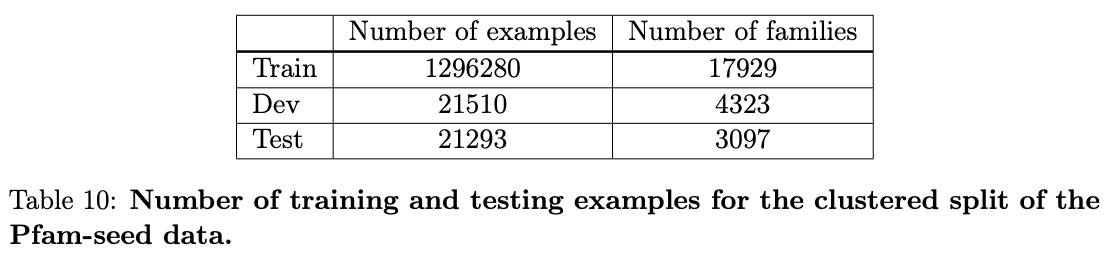 Number of examples Number of families
Train 1296280 17929
Dev 21510 4323
Test 21293 3097
Table 10: Number of training and testing examples for the clustered split of the
Pfam-seed data.